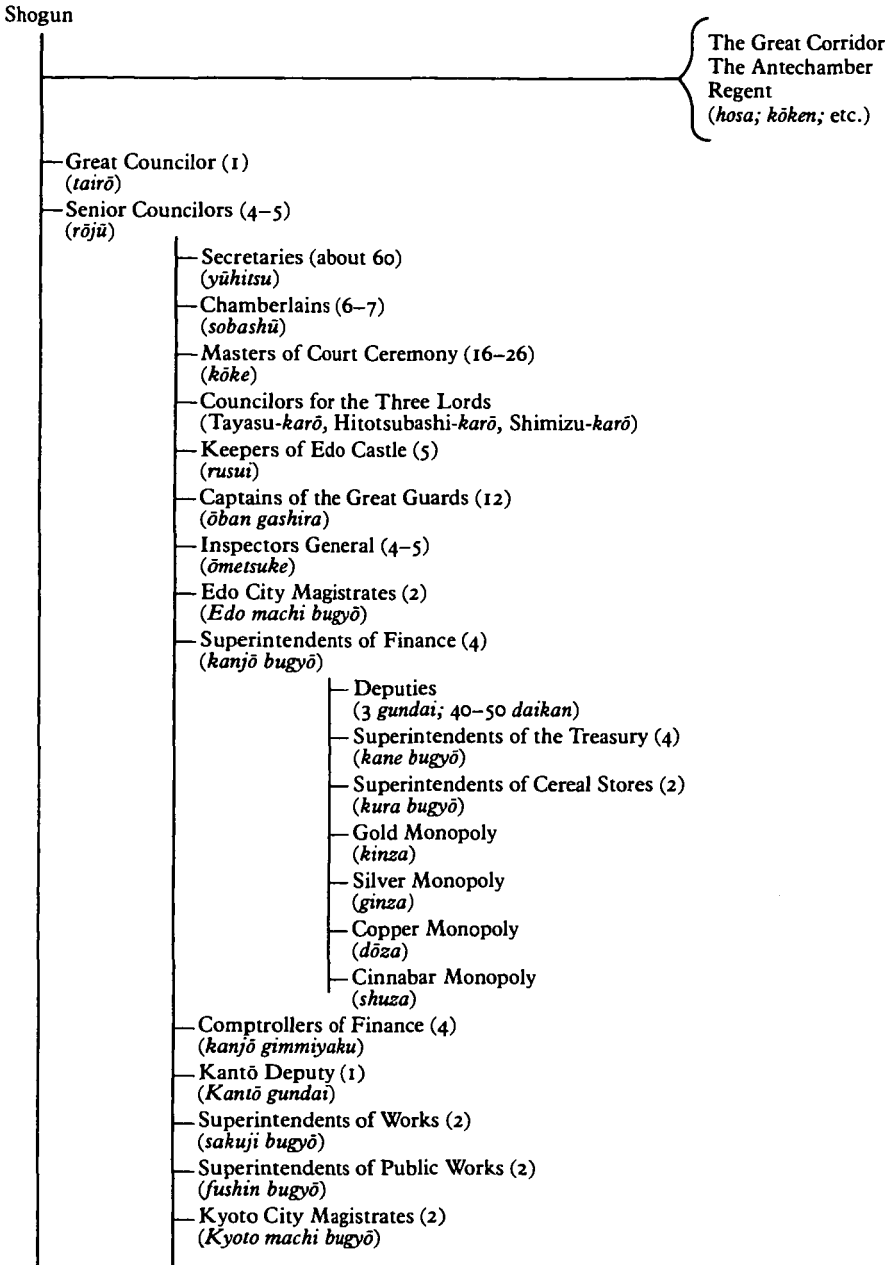 Shogun
The Great Corridor
The Antechamber
Regent
(hosa; kōken; etc.)
Great Councilor (1)
(tairō)
Senior Councilors (4–5)
(rōjū)
Secretaries (about 60)
(yūhitsu)
Chamberlains (6–7)
(sobashū)
Masters of Court Ceremony (16–26)
(kōke)
Councilors for the Three Lords
(Tayasu-karō, Hitotsubashi-karō, Shimizu-karō)
Keepers of Edo Castle (5)
(rusui)
Captains of the Great Guards (12)
(ōban gashira)
Inspectors General (4–5)
(ōmetsuke)
Edo City Magistrates (2)
(Edo machi bugyō)
Superintendents of Finance (4)
(kanjō bugyō)
Deputies
(3 gundai; 40–50 daikan)
Superintendents of the Treasury (4)
(kane bugyō)
Superintendents of Cereal Stores (2)
(kura bugyō)
Gold Monopoly
(kinza)
Silver Monopoly
(ginza)
Copper Monopoly
(dōza)
Cinnabar Monopoly
(shuza)
Comptrollers of Finance (4)
(kanjō gimmiyaku)
Kantō Deputy (1)
(Kantō gundai)
Superintendents of Works (2)
(sakuji bugyō)
Superintendents of Public Works (2)
(fushin bugyō)
Kyoto City Magistrates (2)
(Kyoto machi bugyō)